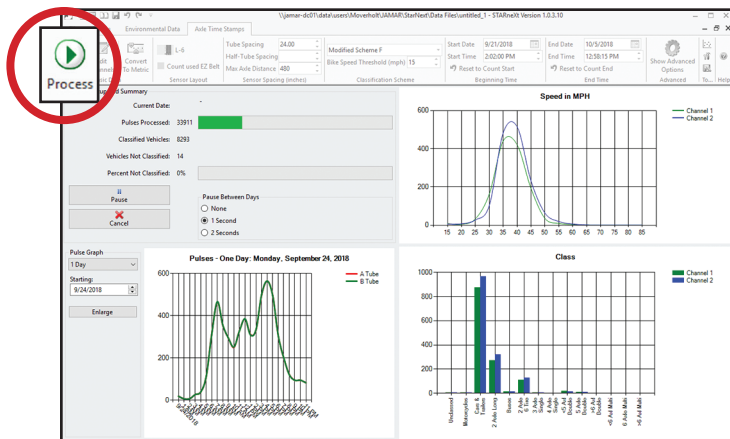 \\jamar-dc01\data\users\Moverholt\JAMAR\StarNext\Data Files\untitled_1 - STARneXt Version 1.0.3.10
Environmental Data
Axle Time Stamps
Process
Convert
To Metric
L-6
Count used EZ Belt
Sensor Layout
Tube Spacing 24.00
Half-Tube Spacing
Max Axle Distance 480
Sensor Spacing (inches)
Modified Scheme F
Bike Speed Threshold (mph) 15
Classification Scheme
Start Date 9/21/2018
Start Time 2:02:00 PM
Reset to Count Start
Beginning Time
End Date 10/5/2018
End Time 12:58:15 PM
Reset to Count End
End Time
Show Advanced
Options
Advanced
To...
Help
Summary
Current Date: -
Pulses Processed: 33911
Classified Vehicles: 8293
Vehicles Not Classified: 14
Percent Not Classified: 0%
Pause
Cancel
Pause Between Days
None
1 Second
2 Seconds
Speed in MPH
600
400
200
0
15 20 25 30 35 40 45 50 55 60 65 70 75 80 85
Channel 1
Channel 2
Pulse Graph
1 Day
Starting:
9/24/2018
Enlarge
Pulses - One Day: Monday, September 24, 2018
600
400
200
0
A Tube
B Tube
Class
1000
800
600
400
200
0
Channel 1
Channel 2
Motorcycles
Cars &
Trailers
2 Axle Long
Buses
2 Axle
6 Tire
3 Axle
Single
4 Axle
Single
<5 Axl
Double
5 Axle
Double
>6 Axl
Double
<6 Axl Multi
6 Axle Multi
>6 Axl Multi